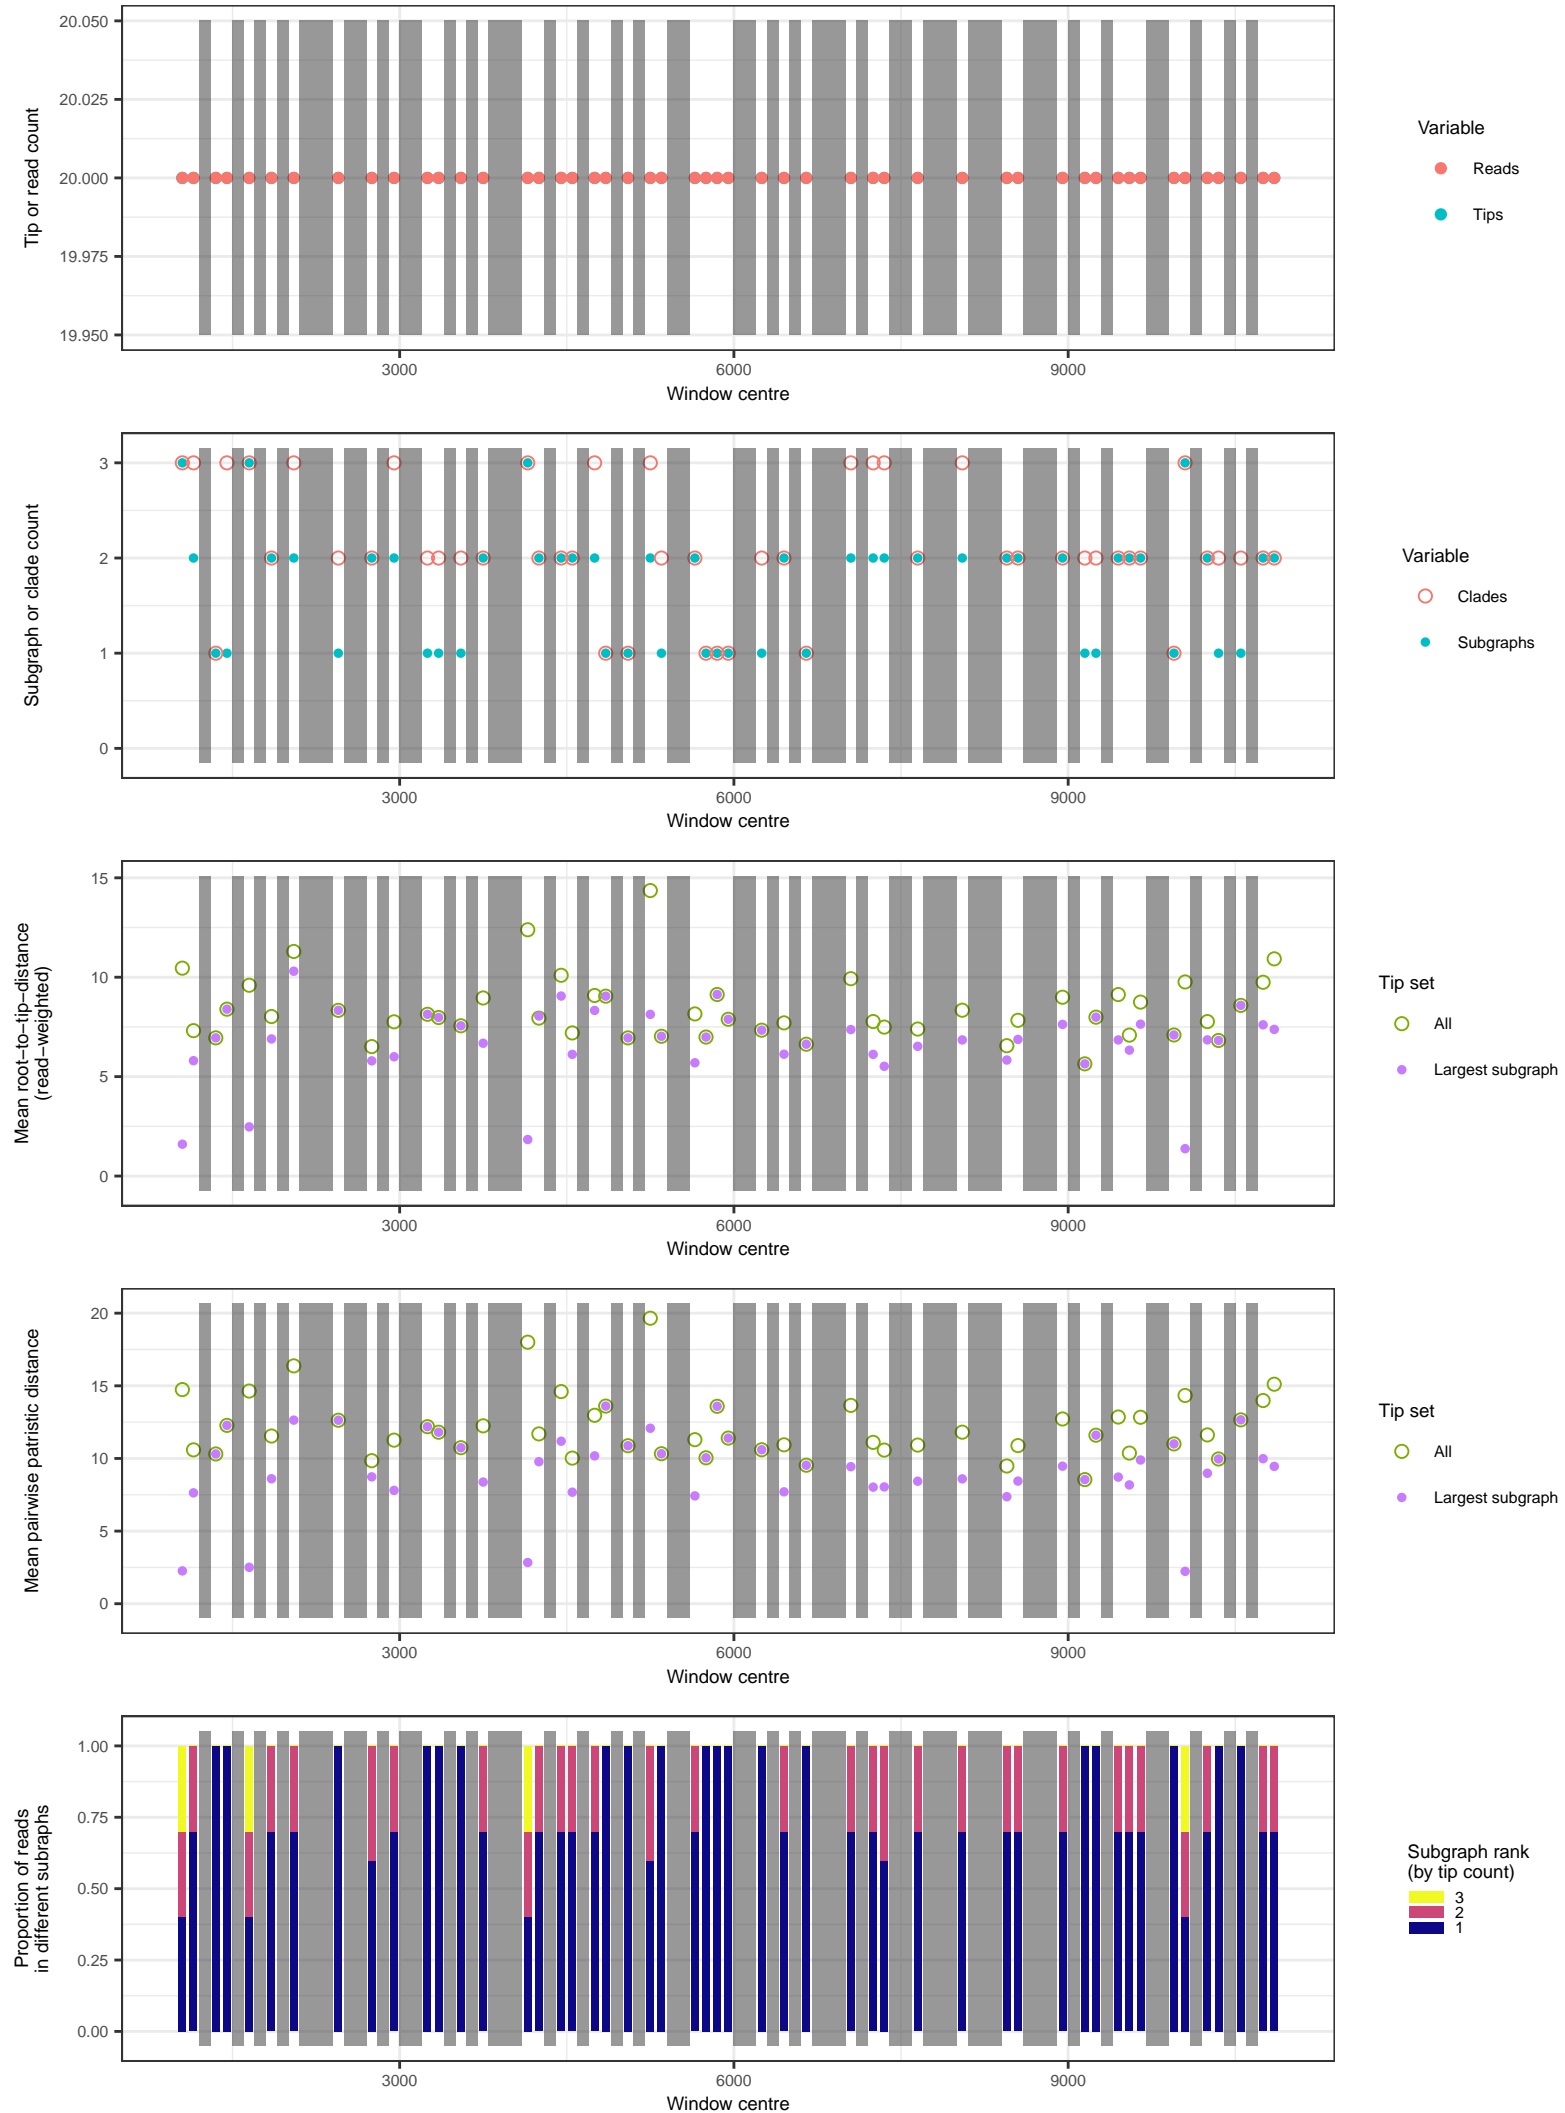 20.050
20.025
20.000
19.975
19.950
Tip or read count
3000
6000
9000
Window centre
Variable
Reads
Tips
3
2
1
0
Subgraph or clade count
3000
6000
9000
Window centre
Variable
Clades
Subgraphs
15
10
5
0
Mean root−to−tip−distance
(read−weighted)
3000
6000
9000
Window centre
Tip set
All
Largest subgraph
20
15
10
5
0
Mean pairwise patristic distance
3000
6000
9000
Window centre
Tip set
All
Largest subgraph
1.00
0.75
0.50
0.25
0.00
Proportion of reads
in different subraphs
3000
6000
9000
Window centre
Subgraph rank
(by tip count)
3
2
1